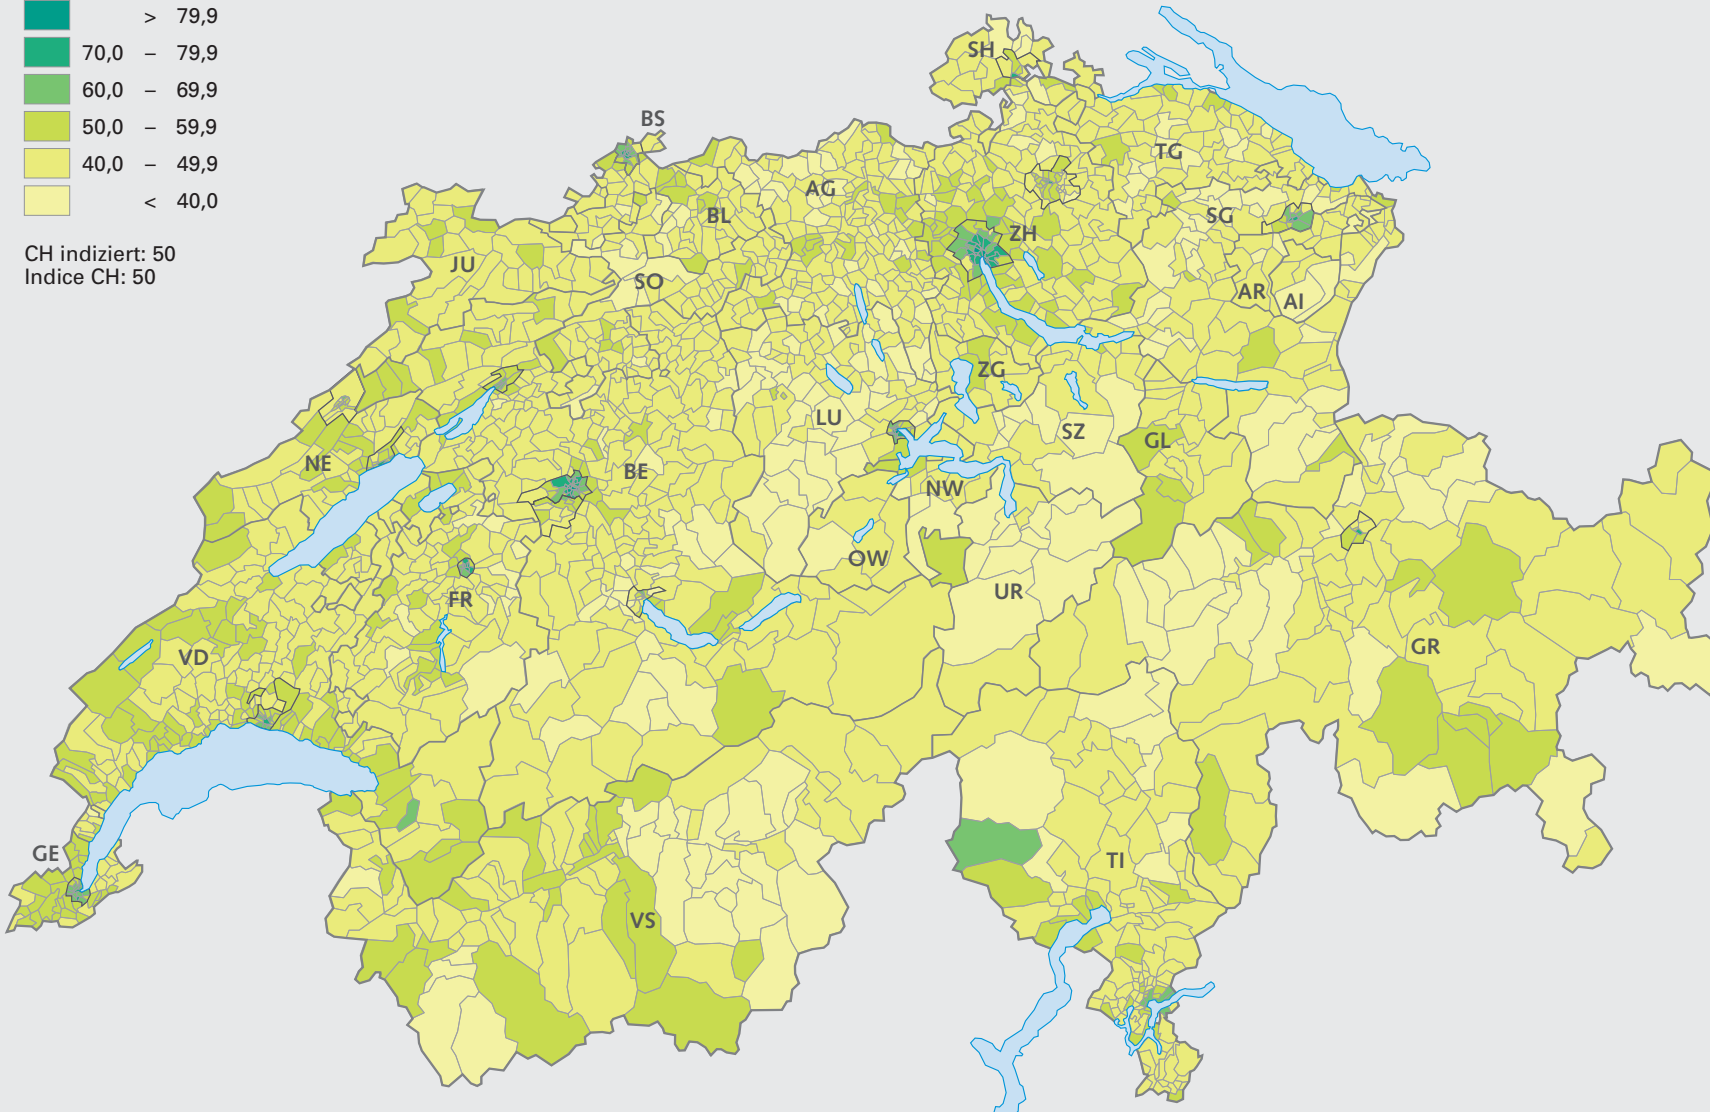 > 79,9
70,0 – 79,9
60,0 – 69,9
50,0 – 59,9
40,0 – 49,9
< 40,0
CH indiziert: 50
Indice CH: 50
SH
BS
TG
AG
BL
SG
ZH
JU
SO
AR
AI
ZG
LU
SZ
GL
NE
BE
NW
OW
UR
FR
GR
VD
GE
TI
VS